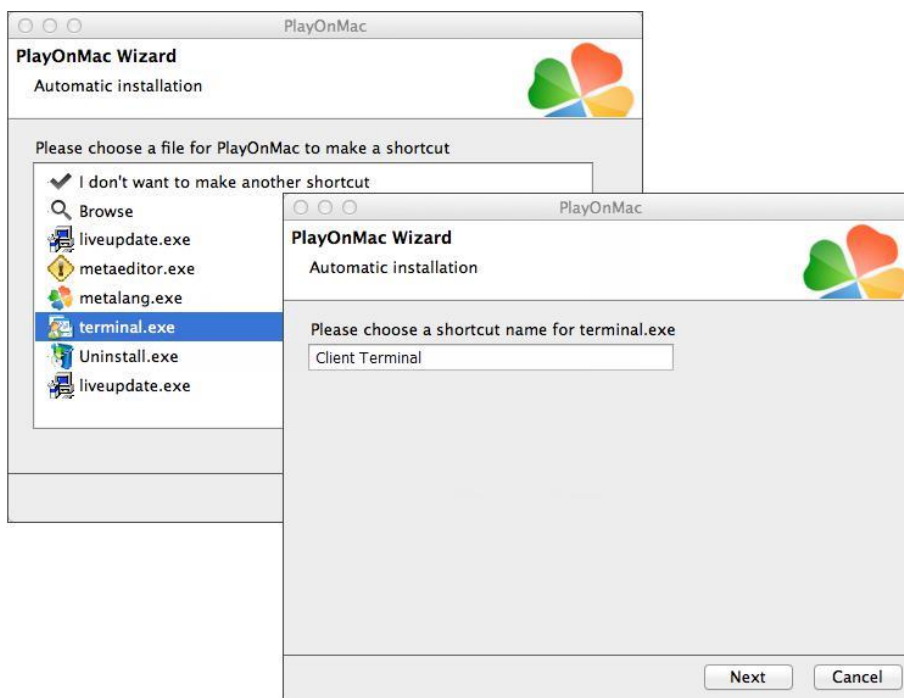 PlayOnMac
PlayOnMac Wizard
Automatic installation
Please choose a file for PlayOnMac to make a shortcut
I don't want to make another shortcut
Browse
liveupdate.exe
metaeditor.exe
metalang.exe
terminal.exe
Uninstall.exe
liveupdate.exe
PlayOnMac
PlayOnMac Wizard
Automatic installation
Please choose a shortcut name for terminal.exe
Client Terminal
Next Cancel